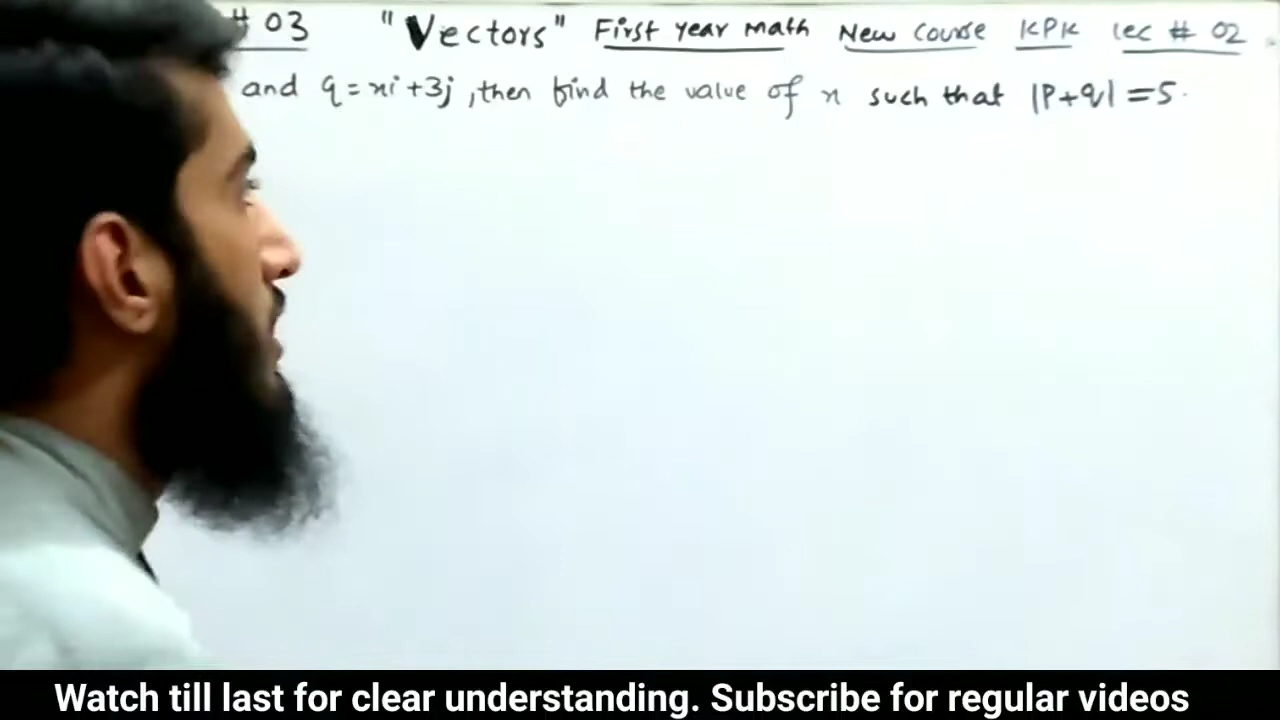 # 03 "Vectors" First year math New Course KPK lec # 02
and q = xi + 3j , then find the value of x such that |P+q| = 5.
Watch till last for clear understanding. Subscribe for regular videos